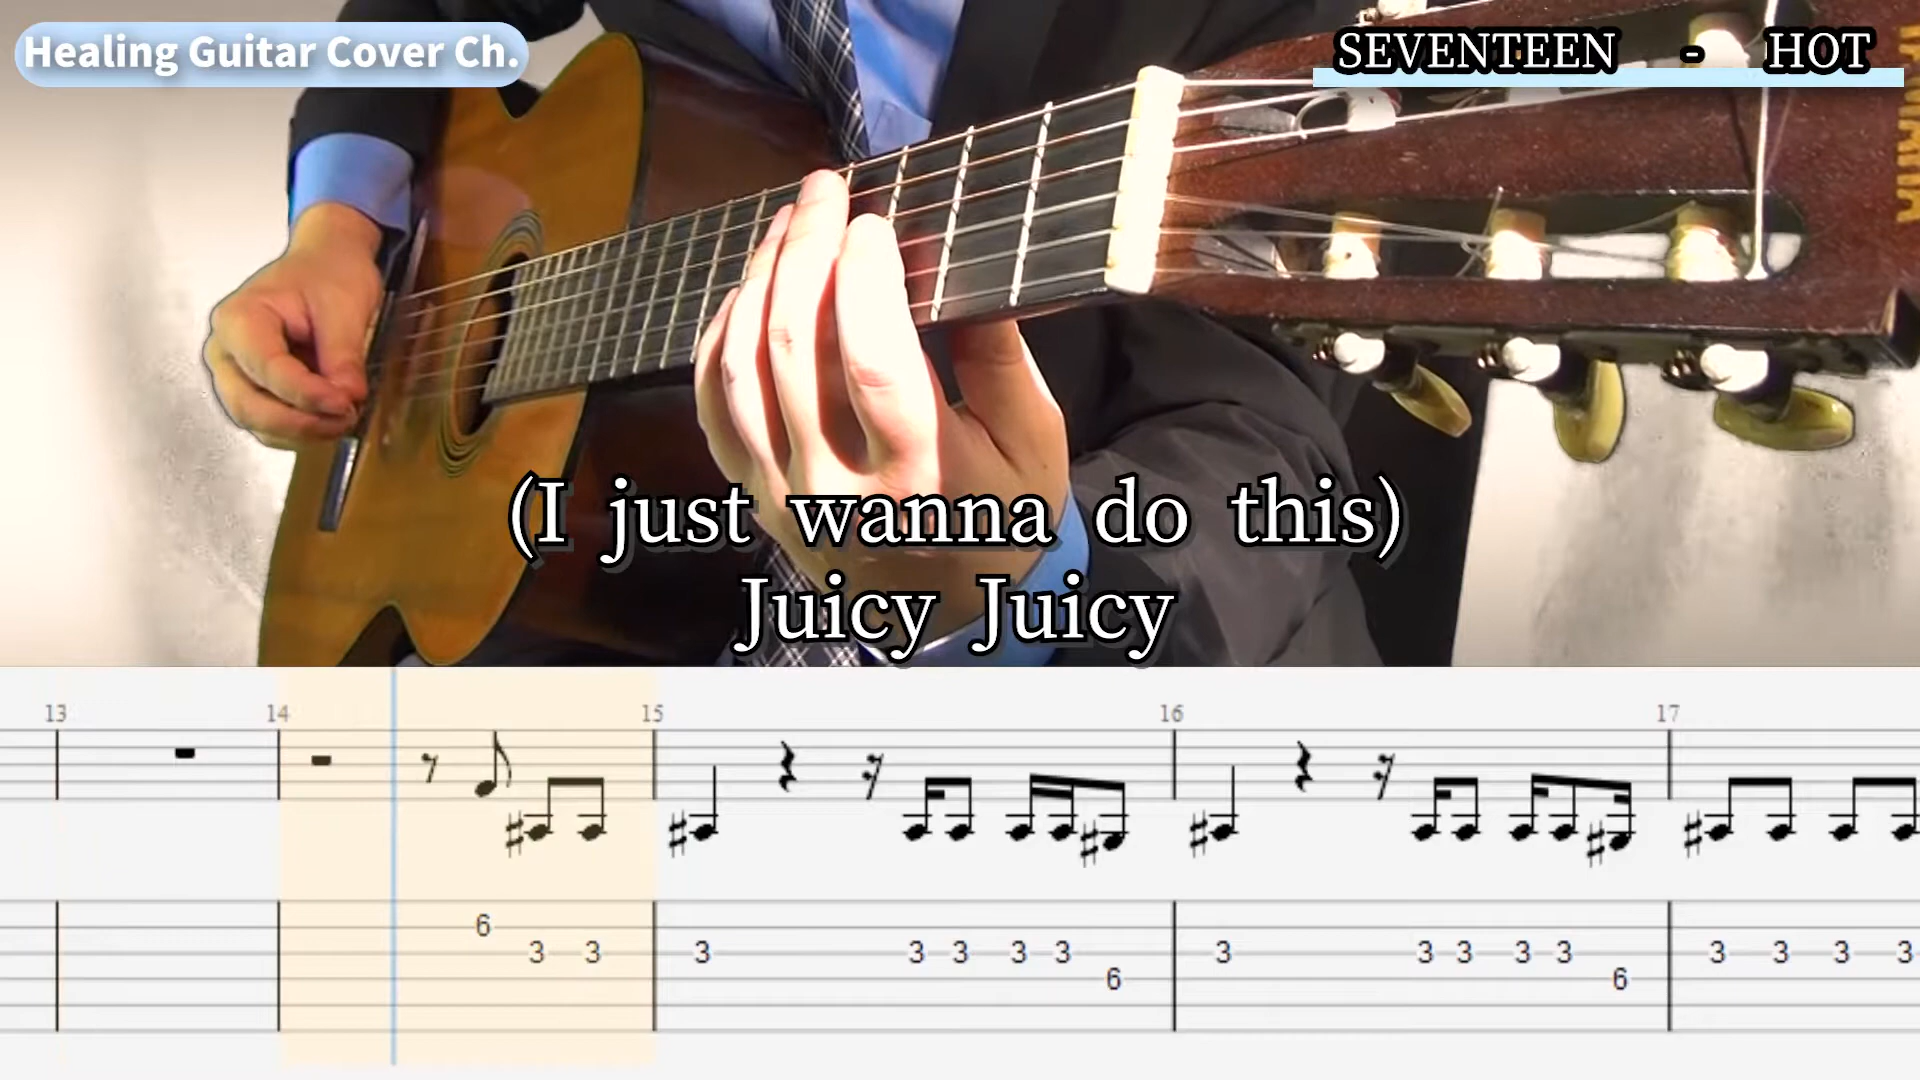 Healing Guitar Cover Ch.
SEVENTEEN - HOT
(I just wanna do this)
Juicy Juicy
13 14 15 16 17
6 3 3 3 3 3 3 3 6 3 3 3 3 3 6 3 3 3 3